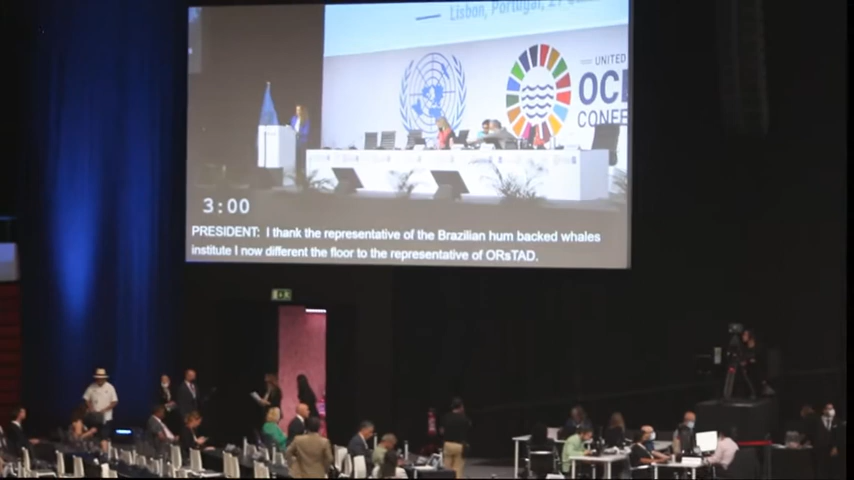 Lisbon, Portugal, 27
UNITED
OC
CONFE
3:00
PRESIDENT: I thank the representative of the Brazilian hum backed whales
institute I now different the floor to the representative of ORsTAD.